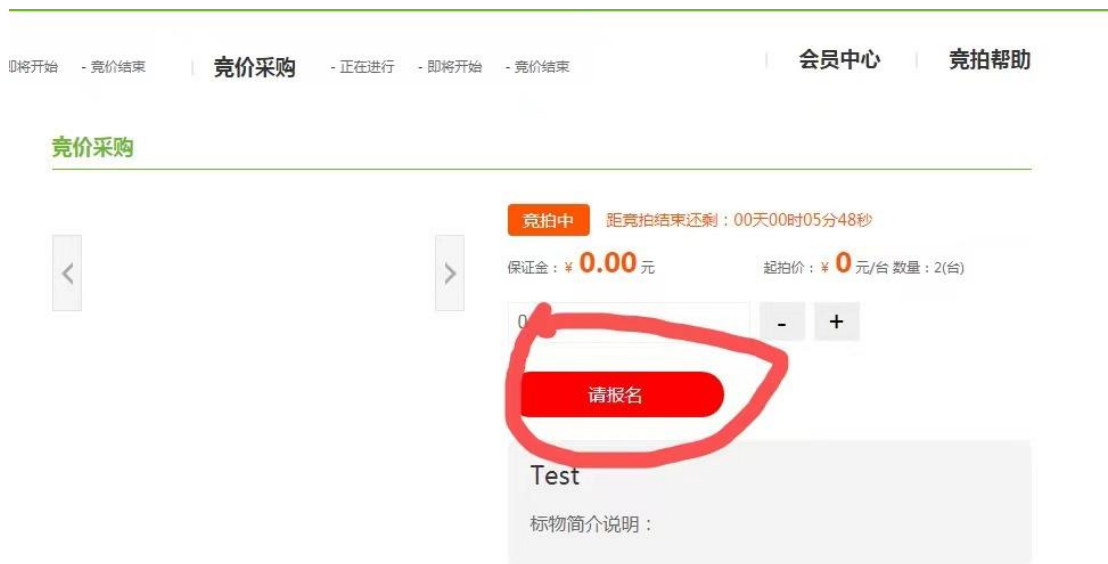 即将开始 - 竞价结束 竞价采购 - 正在进行 - 即将开始 - 竞价结束 会员中心 竞拍帮助
竞价采购
竞拍中 距竞拍结束还剩：00天00时05分48秒
保证金：¥ 0.00 元 起拍价：¥ 0 元/台 数量：2(台)
0 - +
请报名
Test
标物简介说明：